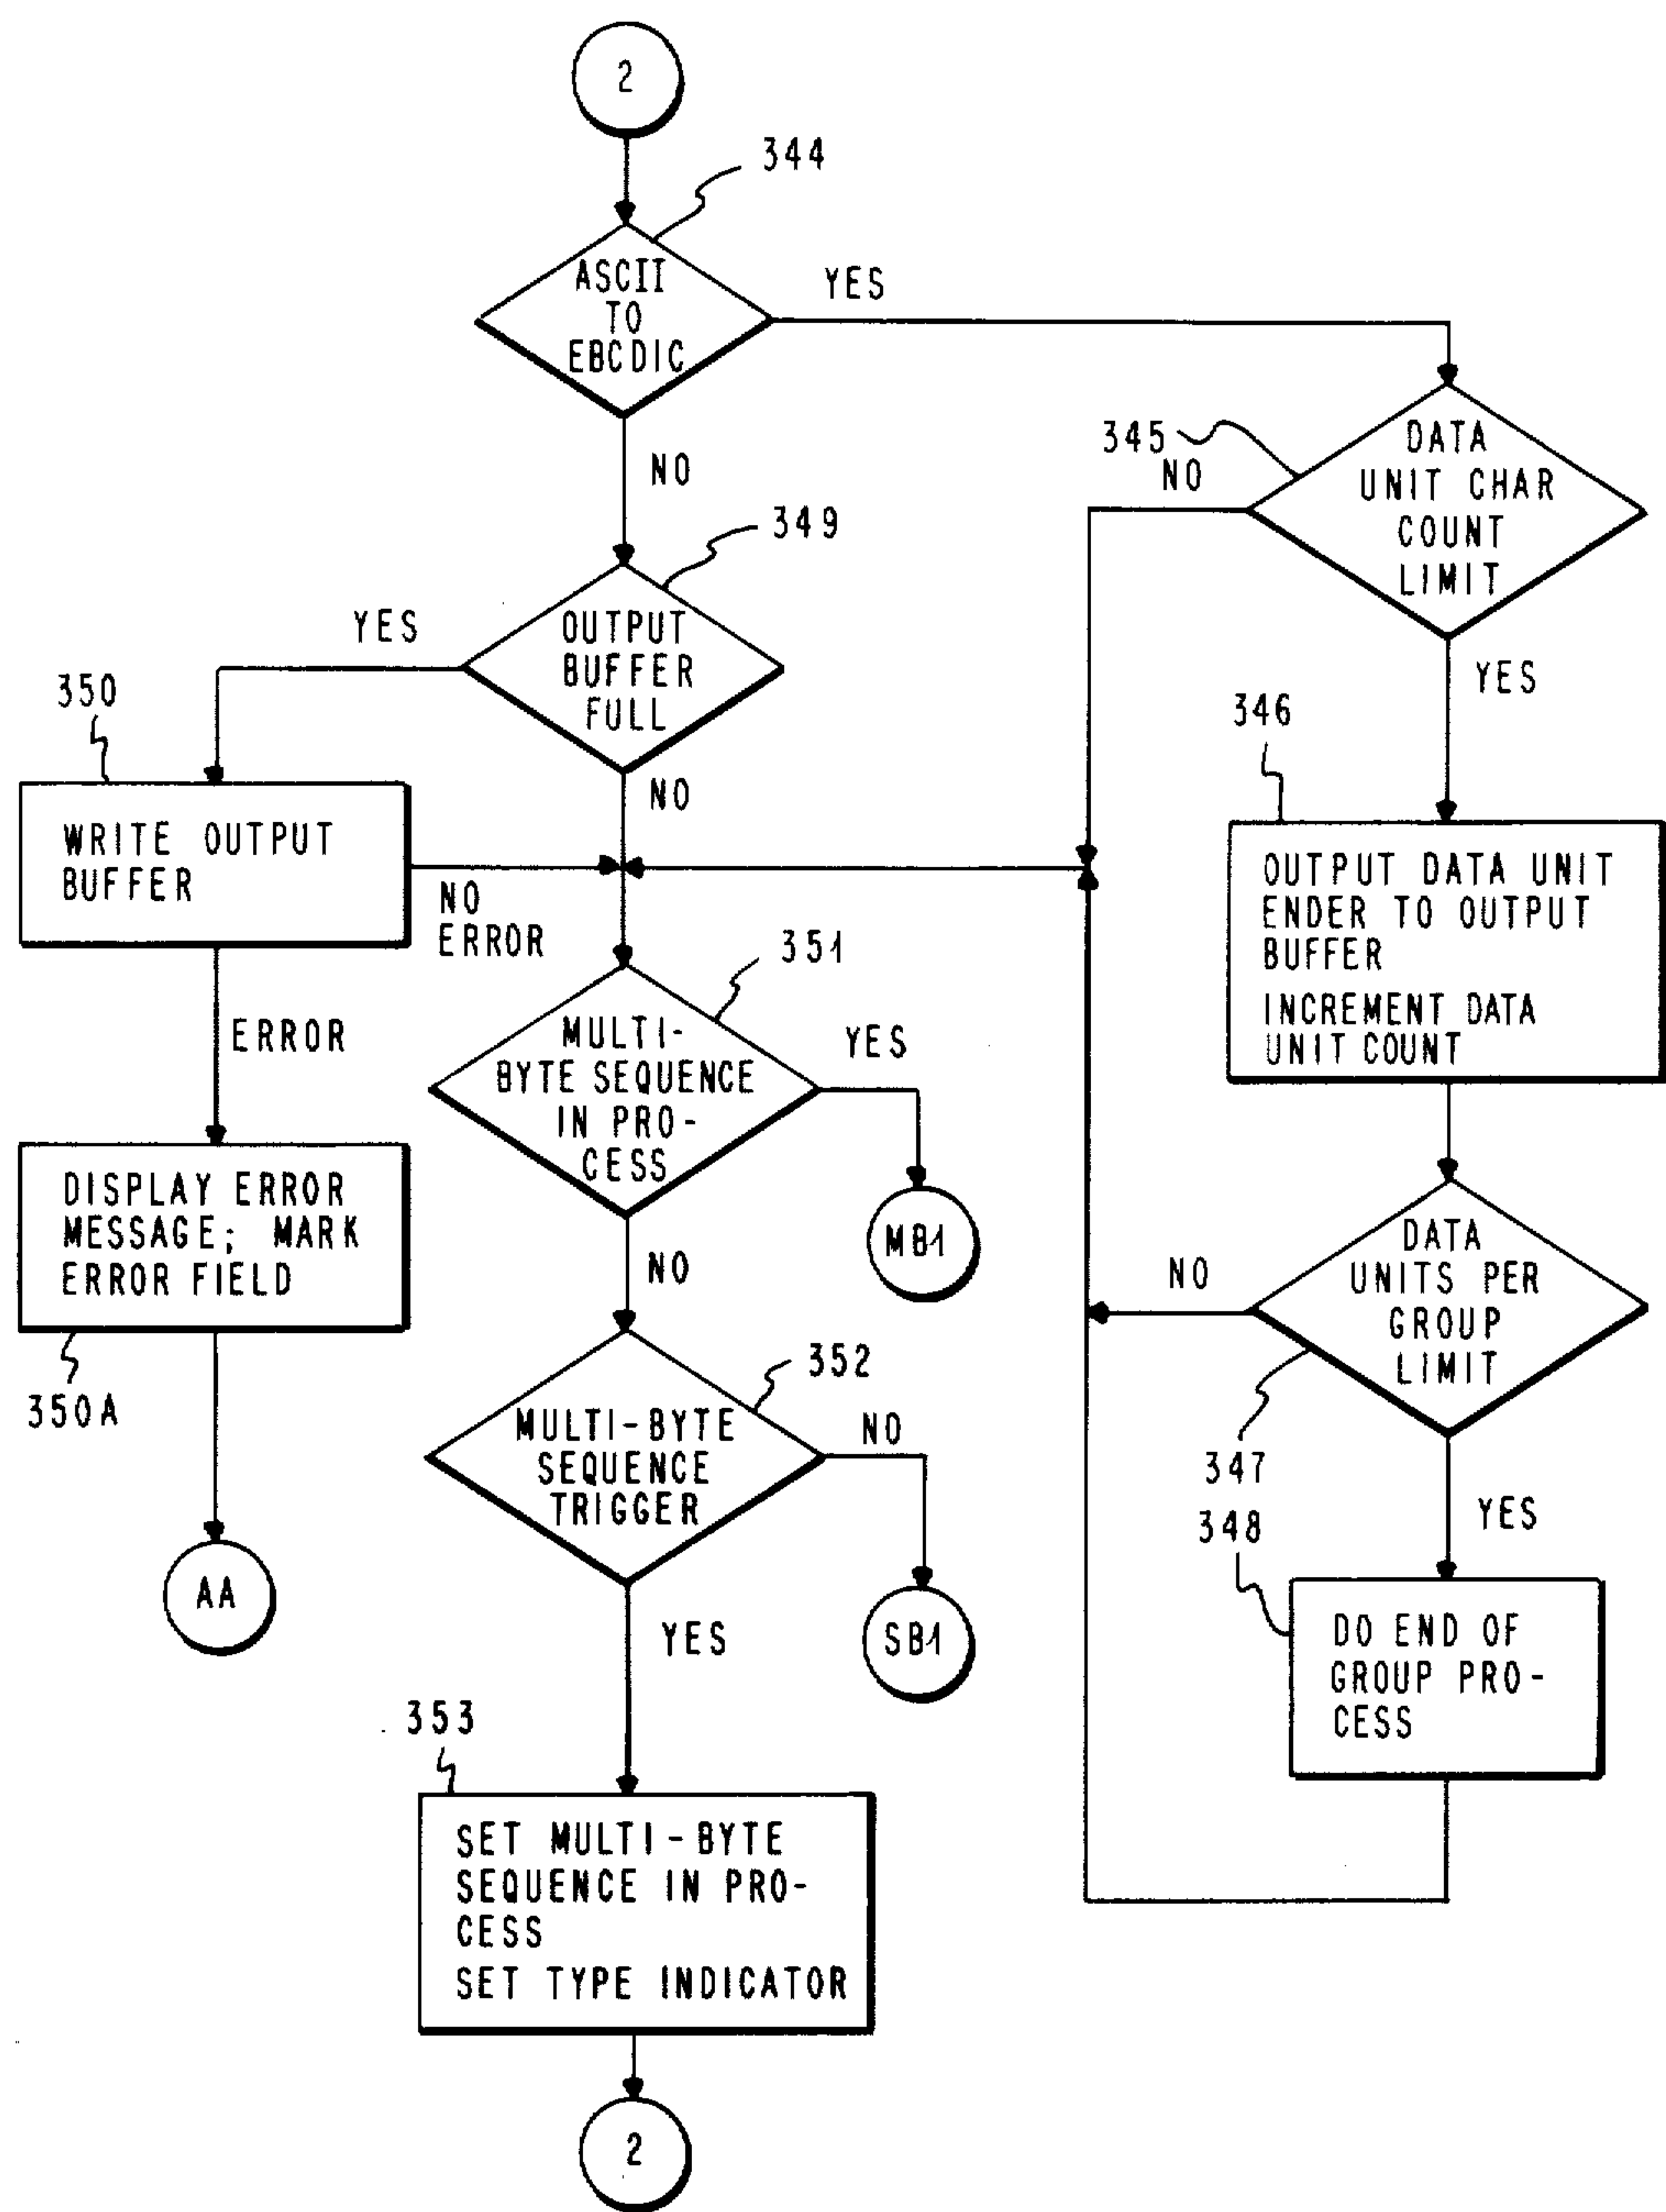 2
344
ASCII
TO
EBCDIC
YES
NO
345
NO
DATA
UNIT CHAR
COUNT
LIMIT
YES
349
OUTPUT
BUFFER
FULL
YES
NO
350
WRITE OUTPUT
BUFFER
NO
ERROR
ERROR
346
OUTPUT DATA UNIT
ENDER TO OUTPUT
BUFFER
INCREMENT DATA
UNIT COUNT
351
MULTI-
BYTE SEQUENCE
IN PRO-
CESS
YES
MB1
NO
DISPLAY ERROR
MESSAGE; MARK
ERROR FIELD
350A
AA
DATA
UNITS PER
GROUP
LIMIT
NO
347
YES
352
MULTI-BYTE
SEQUENCE
TRIGGER
NO
SB1
YES
348
DO END OF
GROUP PRO-
CESS
353
SET MULTI-BYTE
SEQUENCE IN PRO-
CESS
SET TYPE INDICATOR
2